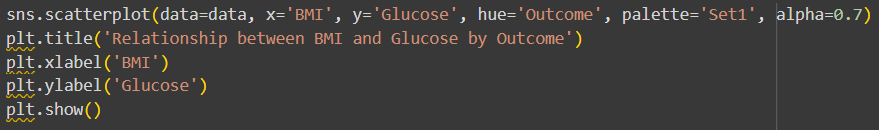 sns.scatterplot(data=data, x='BMI', y='Glucose', hue='Outcome', palette='Set1', alpha=0.7)
plt.title('Relationship between BMI and Glucose by Outcome')
plt.xlabel('BMI')
plt.ylabel('Glucose')
plt.show()